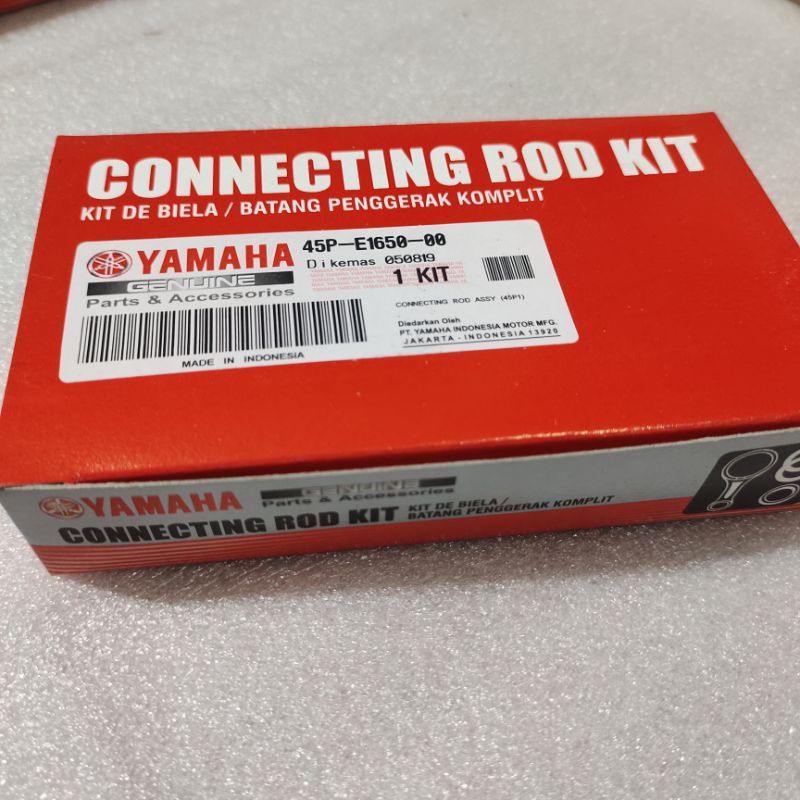 CONNECTING ROD KIT
KIT DE BIELA / BATANG PENGGERAK KOMPLIT
YAMAHA
GENUINE
Parts & Accessories
45P-E1650-00
Dikemas 050819
1 KIT
CONNECTING ROD ASSY (45P1)
Diedarkan Oleh
PT. YAMAHA INDONESIA MOTOR MFG.
JAKARTA - INDONESIA 13920
MADE IN INDONESIA
YAMAHA
GENUINE
Parts & Accessories
CONNECTING ROD KIT
KIT DE BIELA /
BATANG PENGGERAK KOMPLIT